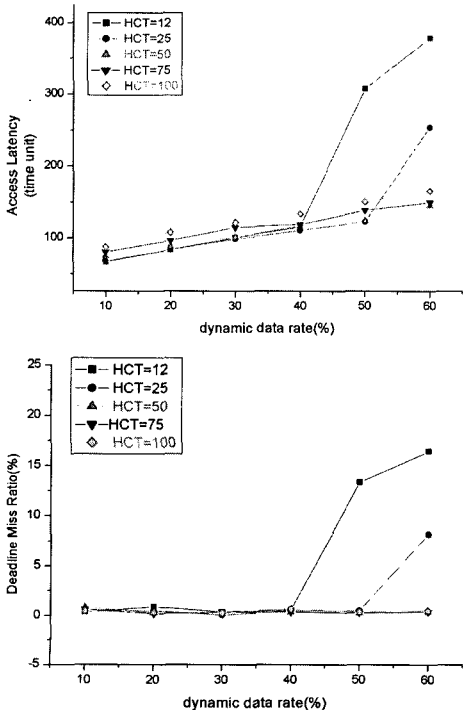 400
300
200
100
Access Latency
(time unit)
HCT=12
HCT=25
HCT=50
HCT=75
HCT=100
10 20 30 40 50 60
dynamic data rate(%)
25
20
15
10
5
0
-5
Deadline Miss Ratio(%)
HCT=12
HCT=25
HCT=50
HCT=75
HCT=100
10 20 30 40 50 60
dynamic data rate(%)